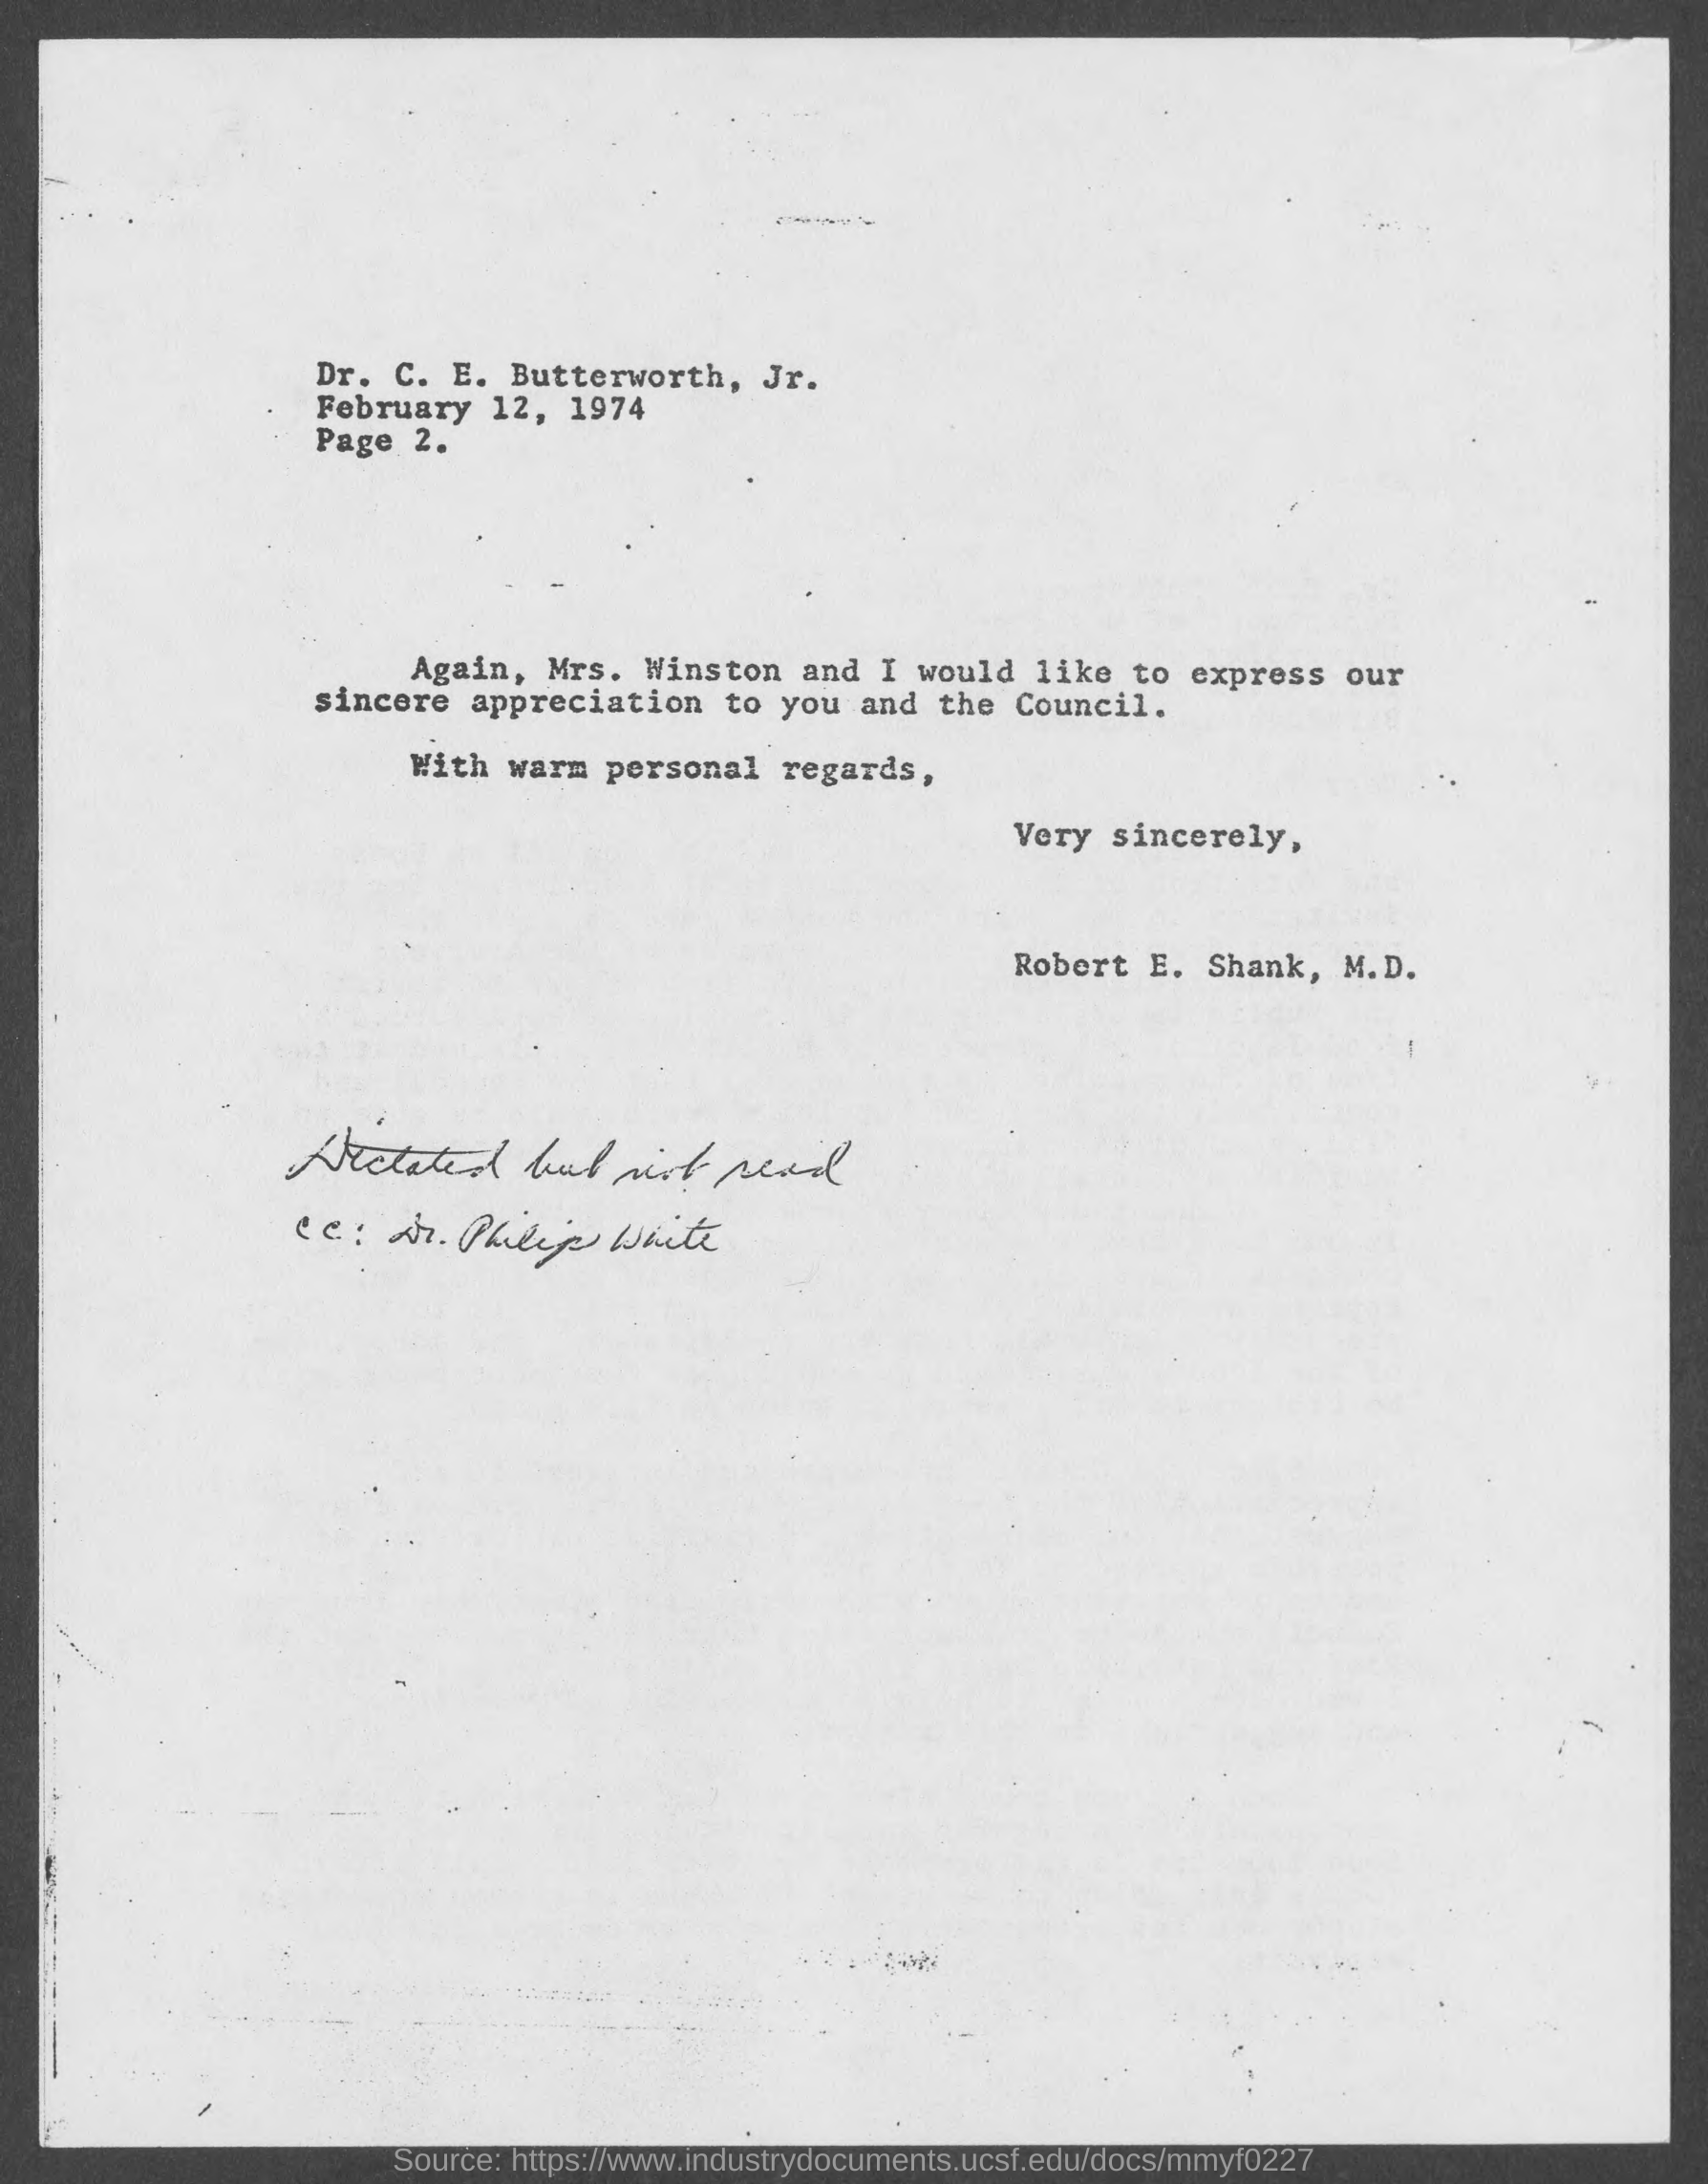 Dr. C. E. Butterworth, Jr.
February 12, 1974
Page 2.
Again, Mrs. Winston and I would like to express our
sincere appreciation to you and the Council.
With warm personal regards,
Very sincerely,
Robert E. Shank, M.D.
Dictated but not read
cc: Dr. Philip White
Source: https://www.industrydocuments.ucsf.edu/docs/mmyf0227